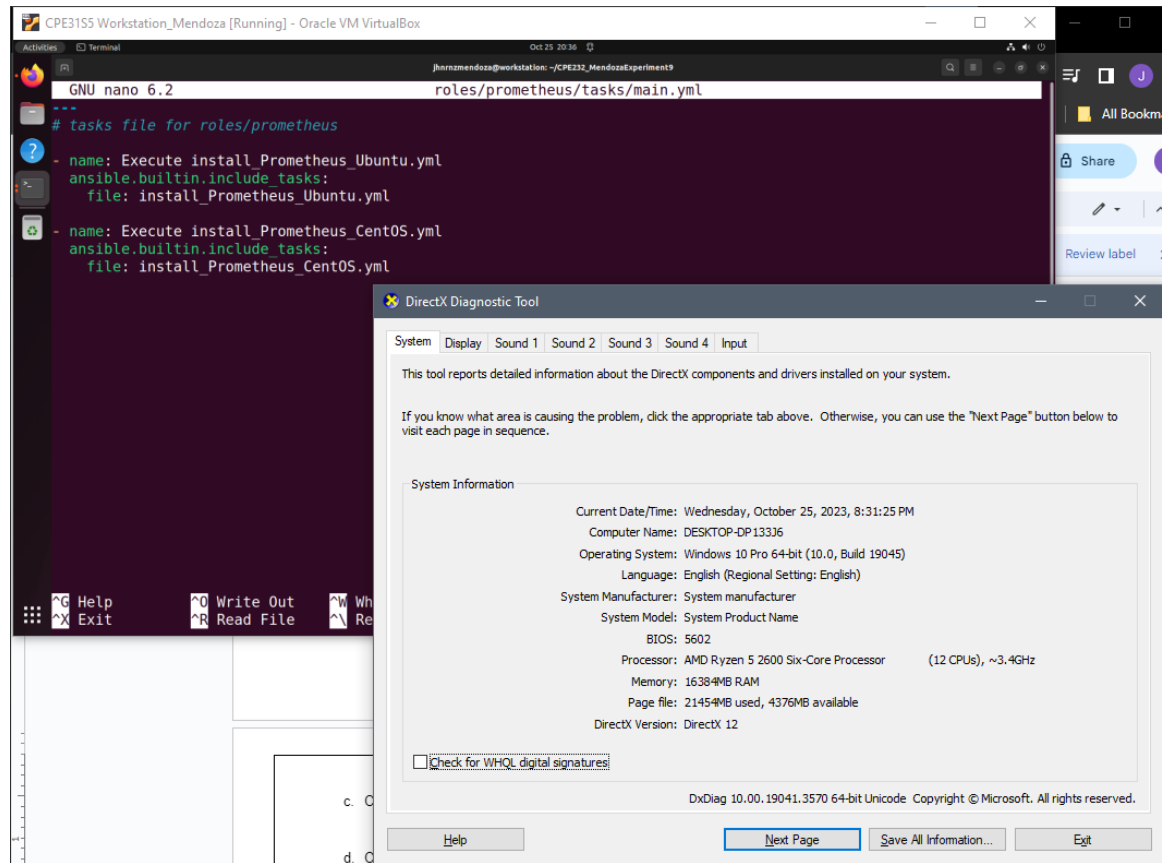 CPE31S5 Workstation_Mendoza [Running] - Oracle VM VirtualBox
Activities
Terminal
Oct 25 20:36
jhnrnzmendoza@workstation: ~/CPE232_MendozaExperiment9
GNU nano 6.2 roles/prometheus/tasks/main.yml
---
# tasks file for roles/prometheus
- name: Execute install_Prometheus_Ubuntu.yml
ansible.builtin.include_tasks:
file: install_Prometheus_Ubuntu.yml
- name: Execute install_Prometheus_CentOS.yml
ansible.builtin.include_tasks:
file: install_Prometheus_CentOS.yml
^G Help ^O Write Out ^W Wh
^X Exit ^R Read File ^\ Re
J
All Bookma
Share
Review label
DirectX Diagnostic Tool
System Display Sound 1 Sound 2 Sound 3 Sound 4 Input
This tool reports detailed information about the DirectX components and drivers installed on your system.
If you know what area is causing the problem, click the appropriate tab above. Otherwise, you can use the "Next Page" button below to
visit each page in sequence.
System Information
Current Date/Time: Wednesday, October 25, 2023, 8:31:25 PM
Computer Name: DESKTOP-DP133J6
Operating System: Windows 10 Pro 64-bit (10.0, Build 19045)
Language: English (Regional Setting: English)
System Manufacturer: System manufacturer
System Model: System Product Name
BIOS: 5602
Processor: AMD Ryzen 5 2600 Six-Core Processor (12 CPUs), ~3.4GHz
Memory: 16384MB RAM
Page file: 21454MB used, 4376MB available
DirectX Version: DirectX 12
Check for WHQL digital signatures
DxDiag 10.00.19041.3570 64-bit Unicode Copyright © Microsoft. All rights reserved.
Help Next Page Save All Information... Exit
c. C
d. C